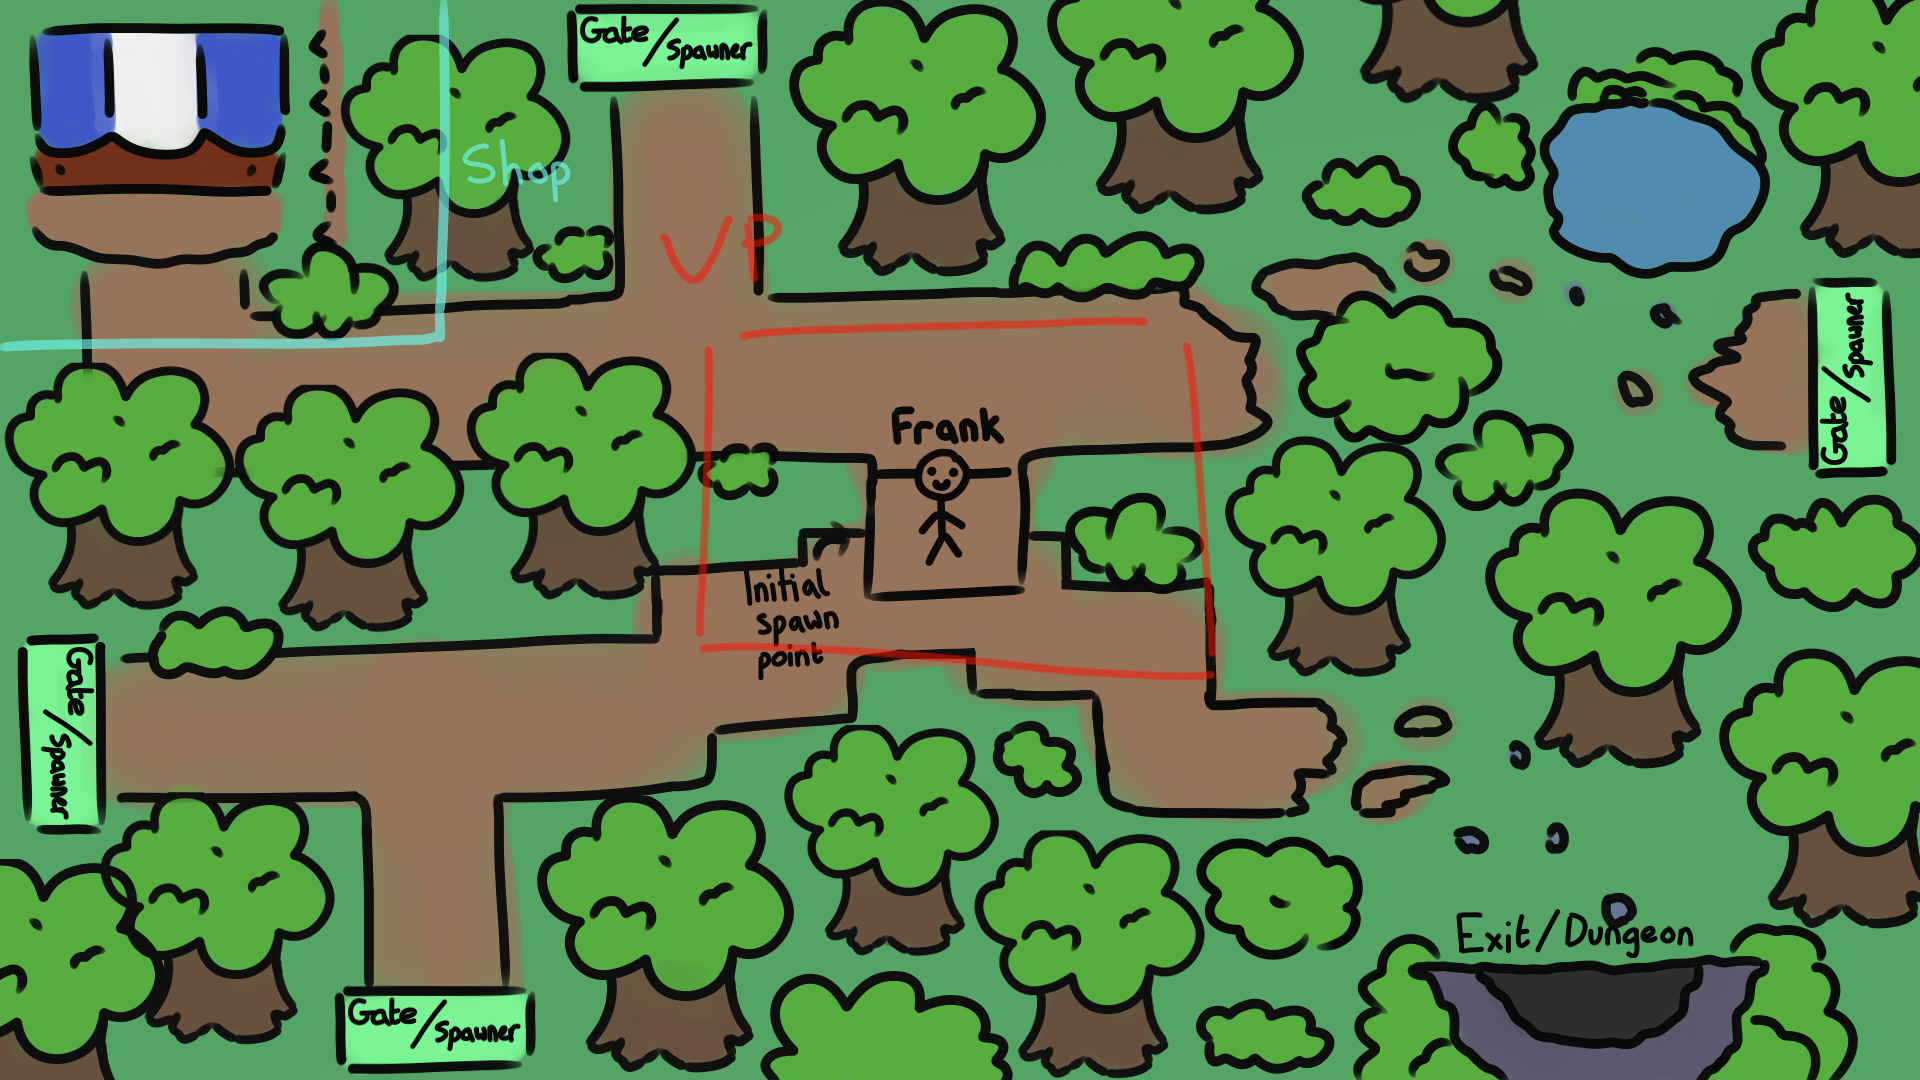 Gate/Spawner
Shop
VP
Gate/Spawner
Frank
Initial
spawn
point
Gate/Spawner
Exit/Dungeon
Gate/Spawner